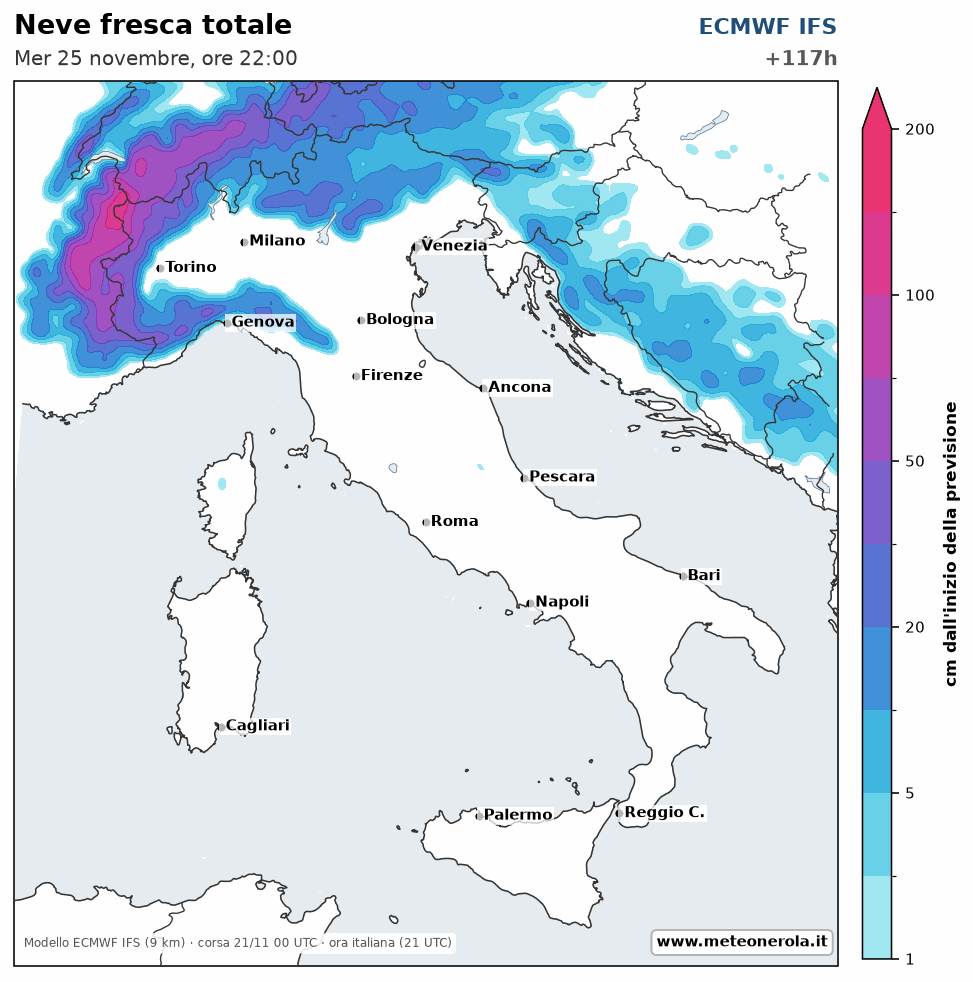 Neve fresca totale
ECMWF IFS
Mer 25 novembre, ore 22:00
+117h
200
Milano
Venezia
Torino
100
Bologna
Genova
Firenze
Ancona
50
Pescara
Roma
Bari
Napoli
20
Cagliari
5
Palermo
Reggio C.
cm dall'inizio della previsione
Modello ECMWF IFS (9 km) · corsa 21/11 00 UTC · ora italiana (21 UTC)
www.meteonerola.it
1